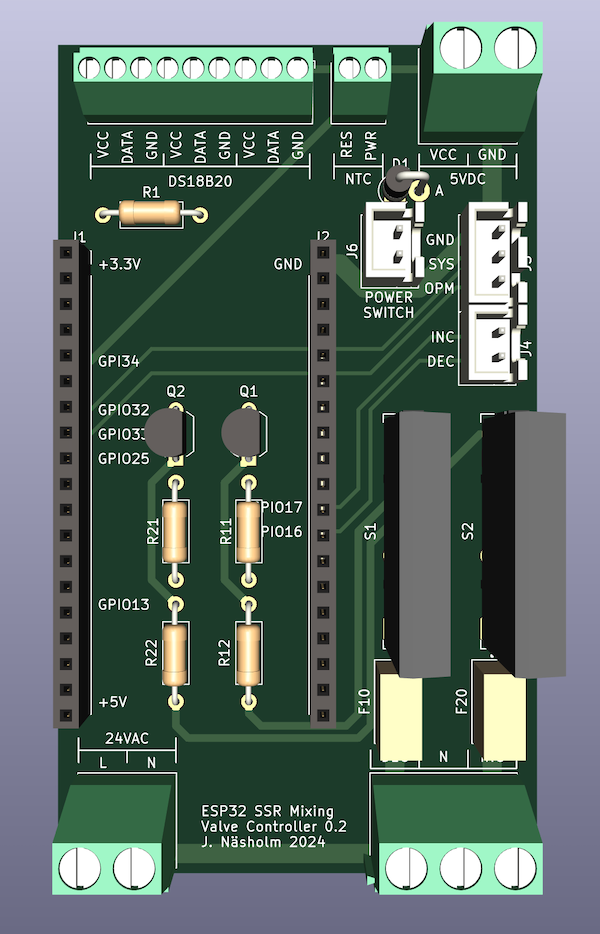 VCC DATA GND VCC DATA GND VCC DATA GND
DS18B20
RES PWR
NTC
VCC GND
5VDC
D1
A
R1
J1
+3.3V
J2
GND
J6
POWER
SWITCH
GND
SYS
OPM
J3
INC
DEC
J4
GPI34
GPIO32
GPIO33
GPIO25
Q2
Q1
R21
R11
PIO17
PIO16
S1
S2
GPIO13
R22
R12
+5V
F10
F20
24VAC
L N
N
ESP32 SSR Mixing
Valve Controller 0.2
J. Näsholm 2024